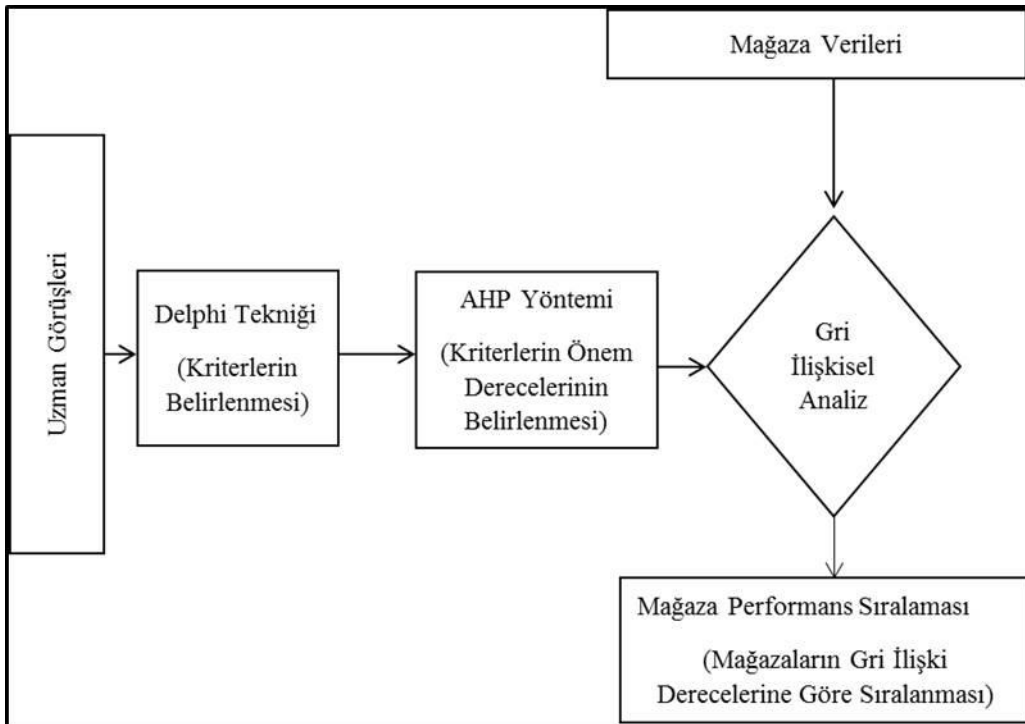 Mağaza Verileri
Uzman Görüşleri
Delphi Tekniği
(Kriterlerin
Belirlenmesi)
AHP Yöntemi
(Kriterlerin Önem
Derecelerinin
Belirlenmesi)
Gri
İlişkisel
Analiz
Mağaza Performans Sıralaması
(Mağazaların Gri İlişki
Derecelerine Göre Sıralanması)